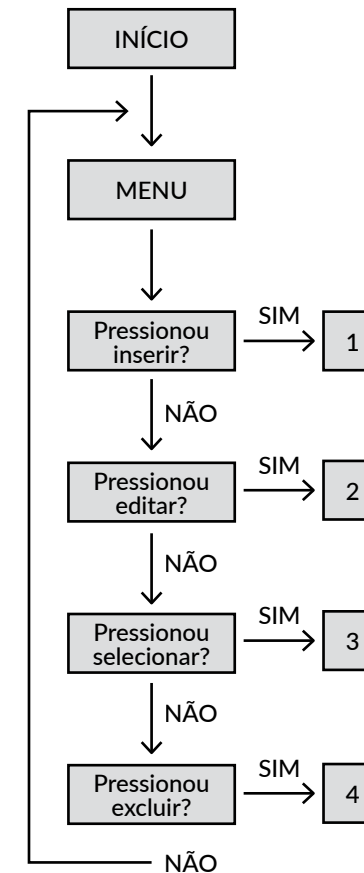 INÍCIO
MENU
Pressionou
inserir?
SIM
1
NÃO
Pressionou
editar?
SIM
2
NÃO
Pressionou
selecionar?
SIM
3
NÃO
Pressionou
excluir?
SIM
4
NÃO